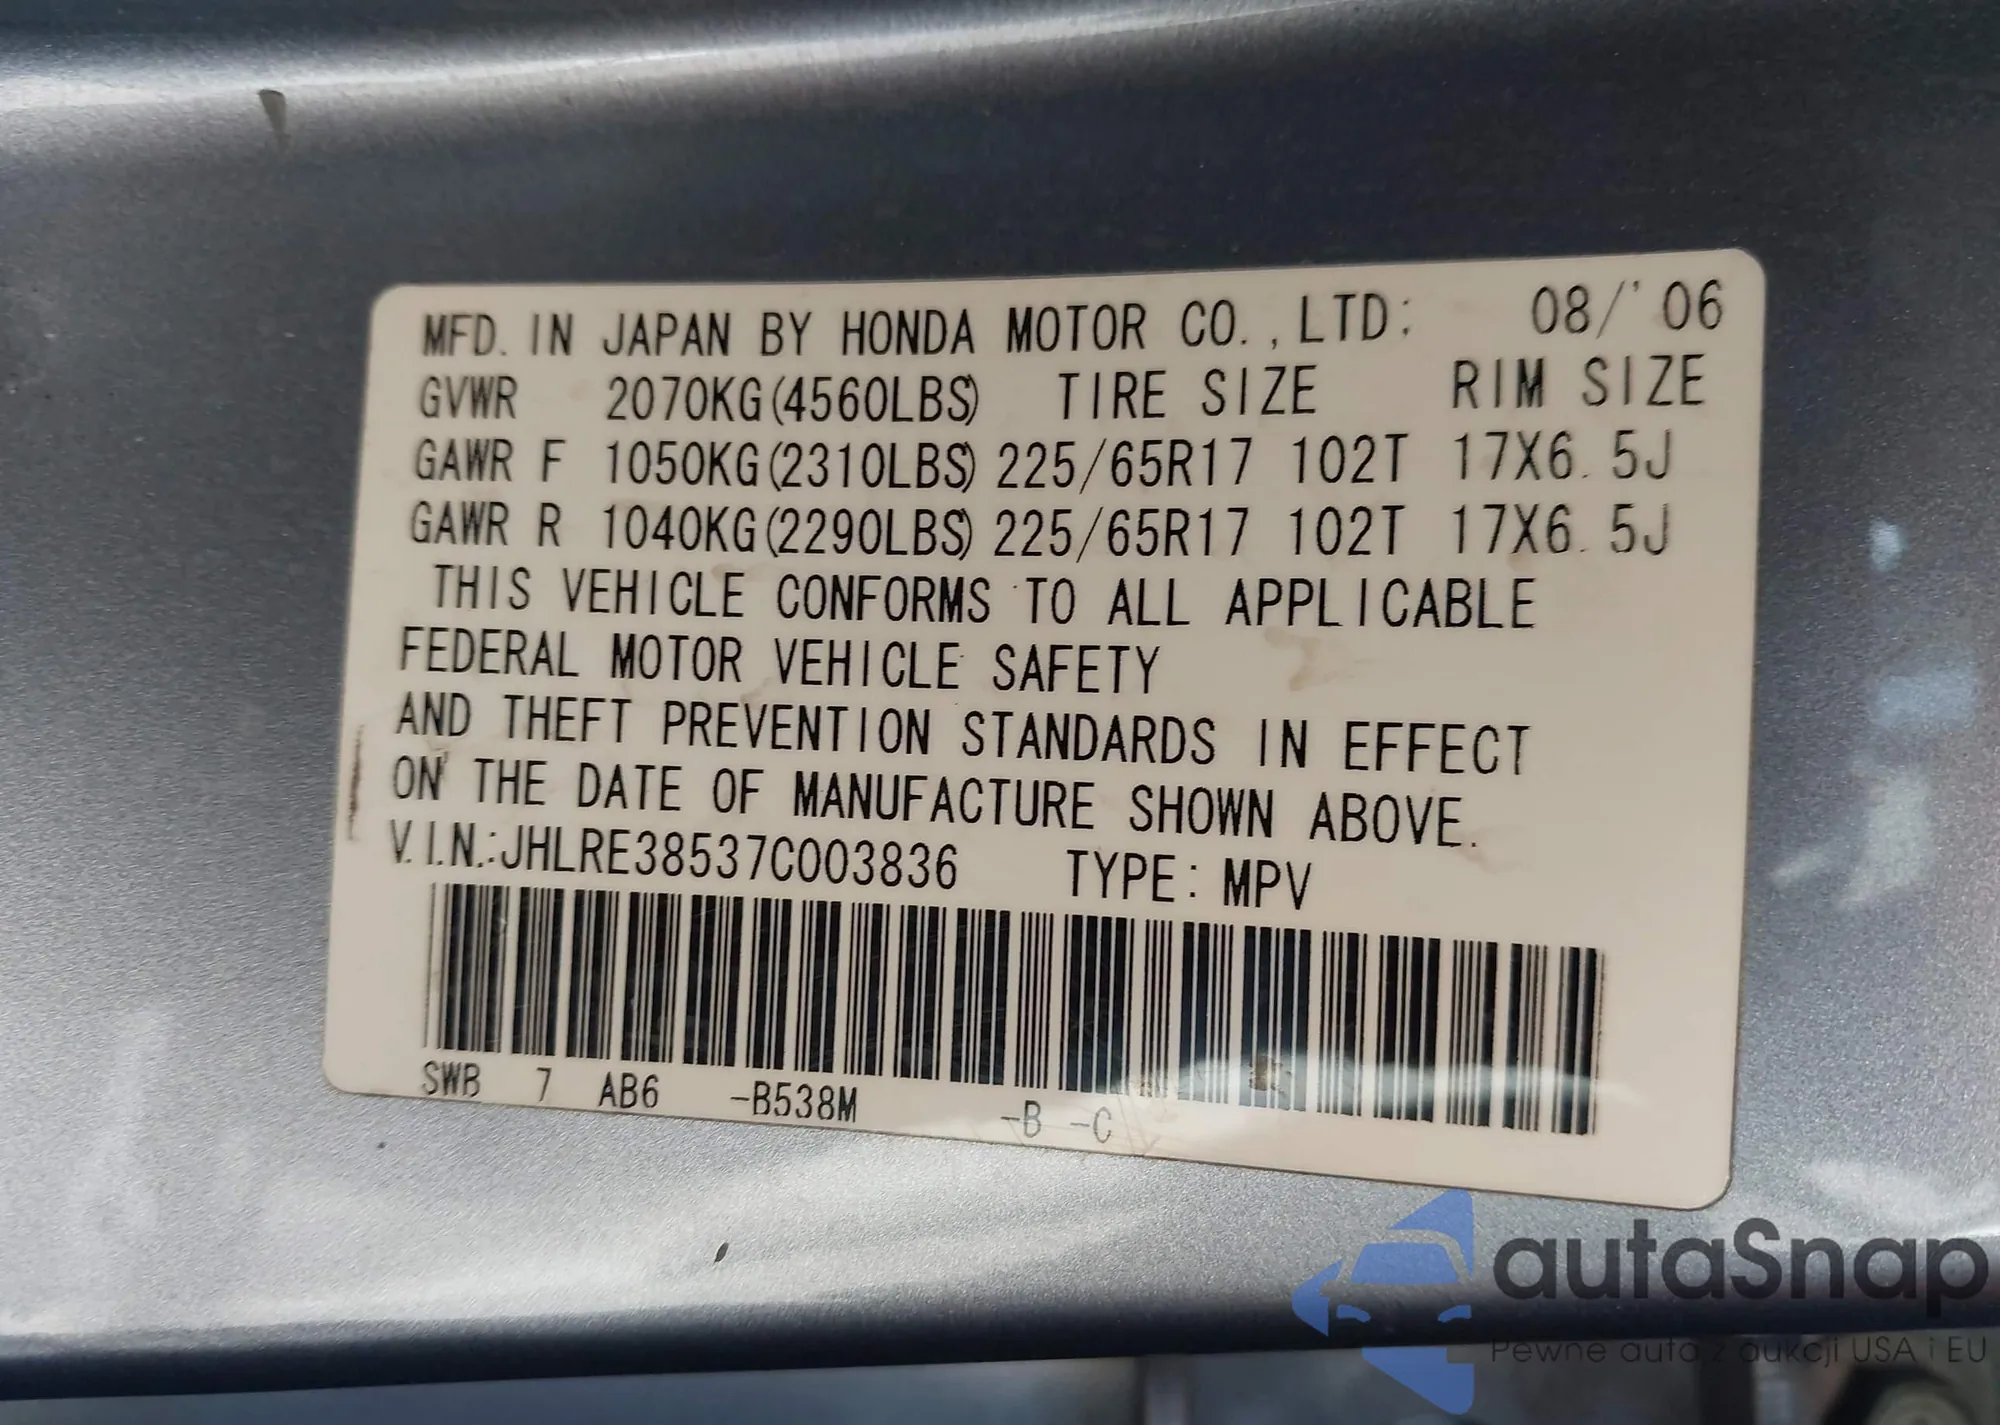 MFD. IN JAPAN BY HONDA MOTOR CO., LTD: 08/'06
GVWR 2070KG(4560LBS) TIRE SIZE RIM SIZE
GAWR F 1050KG(2310LBS) 225/65R17 102T 17X6.5J
GAWR R 1040KG(2290LBS) 225/65R17 102T 17X6.5J
THIS VEHICLE CONFORMS TO ALL APPLICABLE
FEDERAL MOTOR VEHICLE SAFETY
AND THEFT PREVENTION STANDARDS IN EFFECT
ON THE DATE OF MANUFACTURE SHOWN ABOVE.
V.I.N.:JHLRE38537C003836 TYPE: MPV
SWB 7 AB6 -B538M -B -C
autaSnap
Pewne auta z aukcji USA i EU